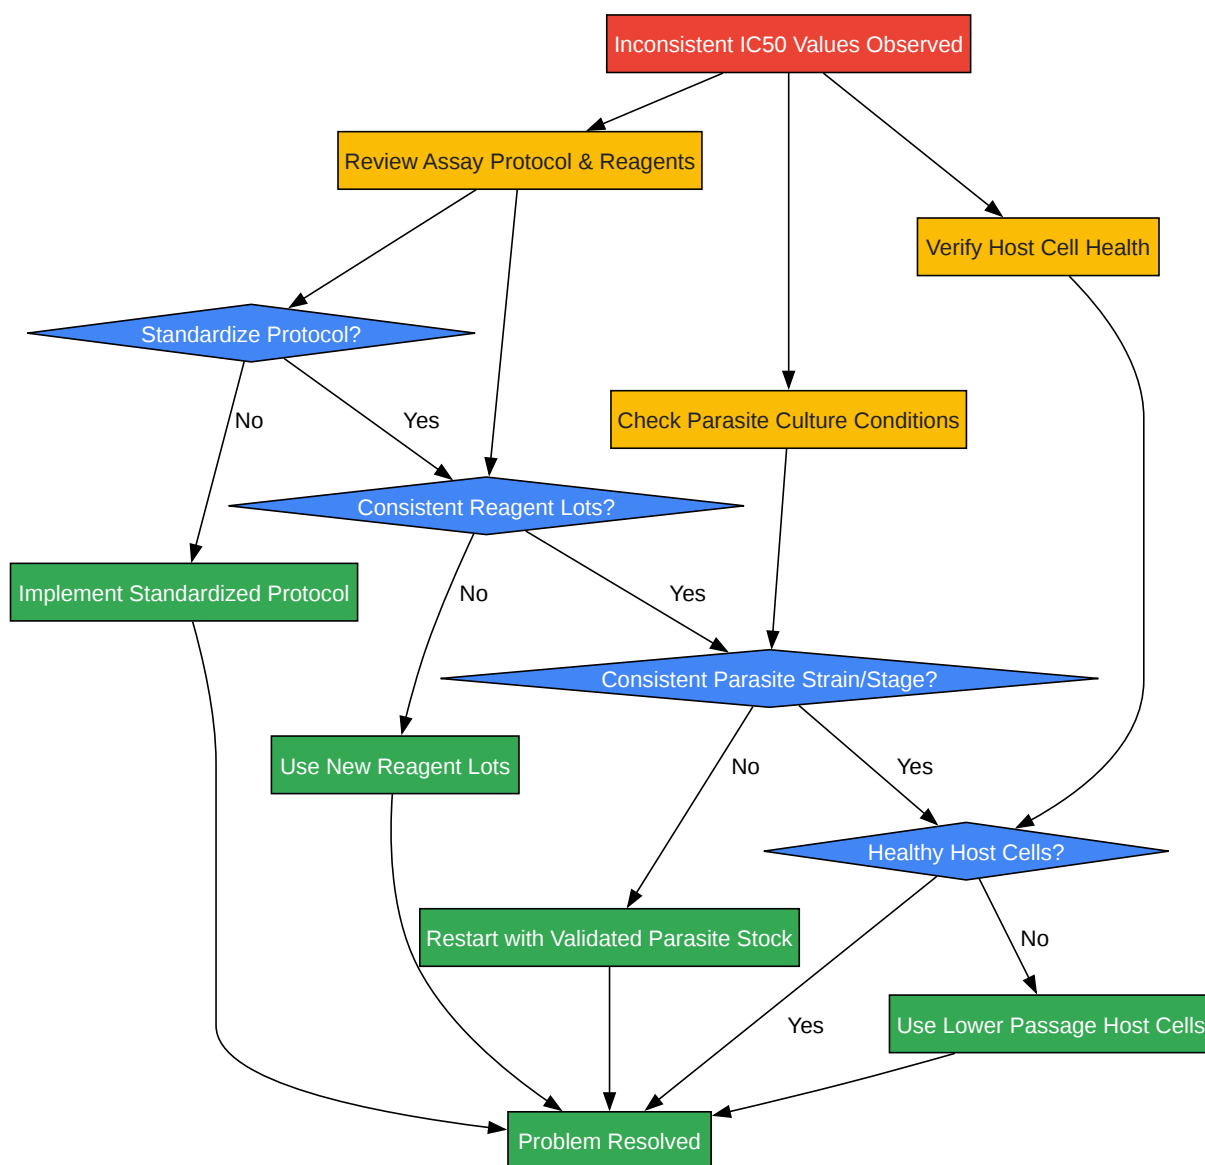 Inconsistent IC50 Values Observed
Review Assay Protocol & Reagents
Verify Host Cell Health
Standardize Protocol?
No
Yes
Check Parasite Culture Conditions
Consistent Reagent Lots?
Implement Standardized Protocol
No
Yes
Consistent Parasite Strain/Stage?
Use New Reagent Lots
No
Yes
Healthy Host Cells?
Restart with Validated Parasite Stock
No
Yes
Use Lower Passage Host Cells
Problem Resolved